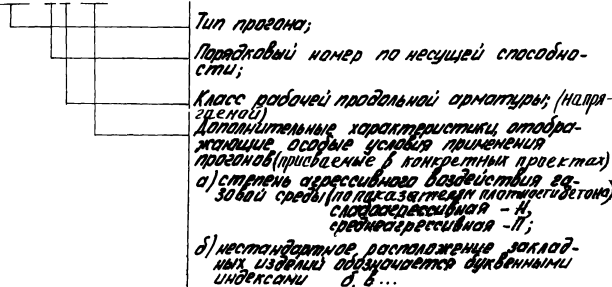 Тип прогона;
Порядковый номер по несущей способно-
сти;
Класс рабочей продольной арматуры; (напря-
гаемой)
Дополнительные характеристики, отобра-
жающие особые условия применения
прогонов (присваемые в конкретных проектах)
а) степень агрессивного воздействия га-
зовой среды (по показателям плотности бетона)
слабоагрессивная - Н,
среднеагрессивная - П;
б) нестандартное расположение заклад-
ных изделий обозначается буквенными
индексами б, в ...